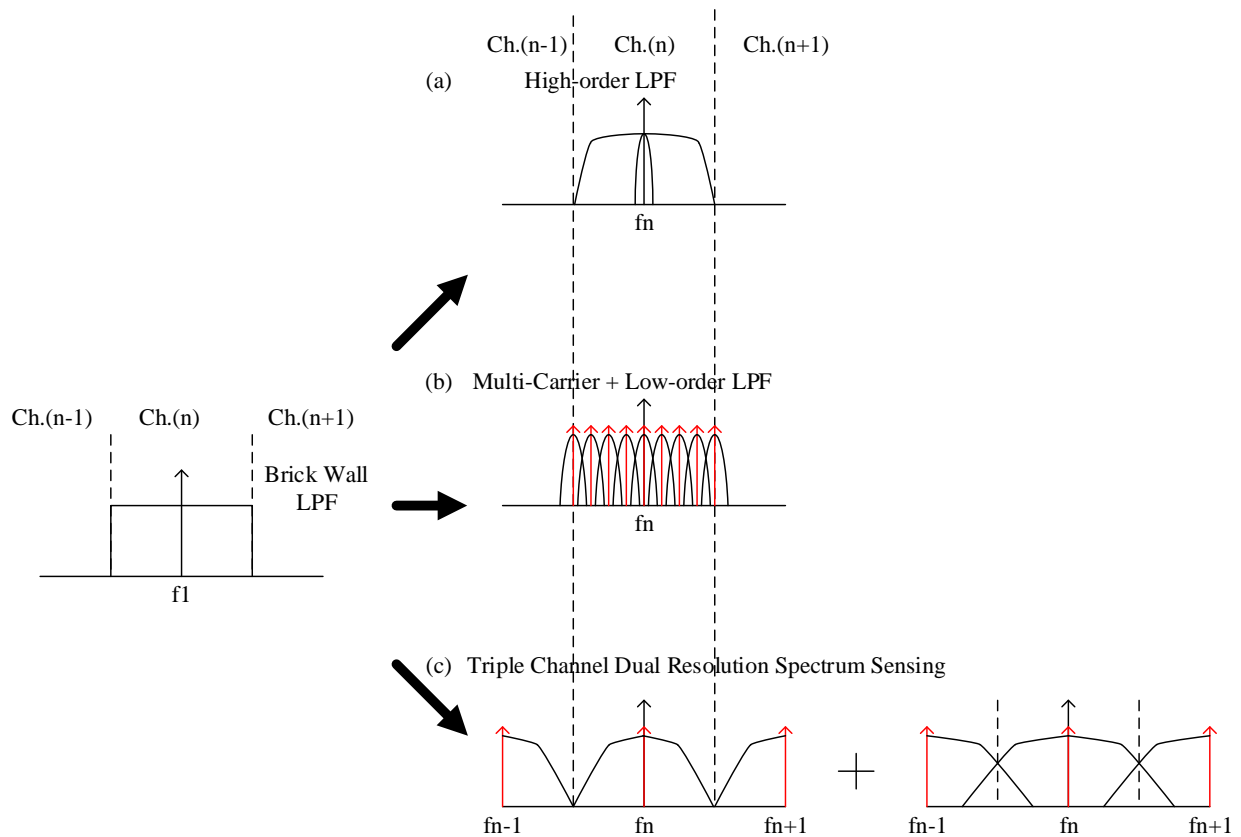 Ch.(n-1) Ch.(n) Ch.(n+1)
(a) High-order LPF
fn
(b) Multi-Carrier + Low-order LPF
fn
Ch.(n-1) Ch.(n) Ch.(n+1)
Brick Wall
LPF
f1
(c) Triple Channel Dual Resolution Spectrum Sensing
+
fn-1 fn fn+1 fn-1 fn fn+1